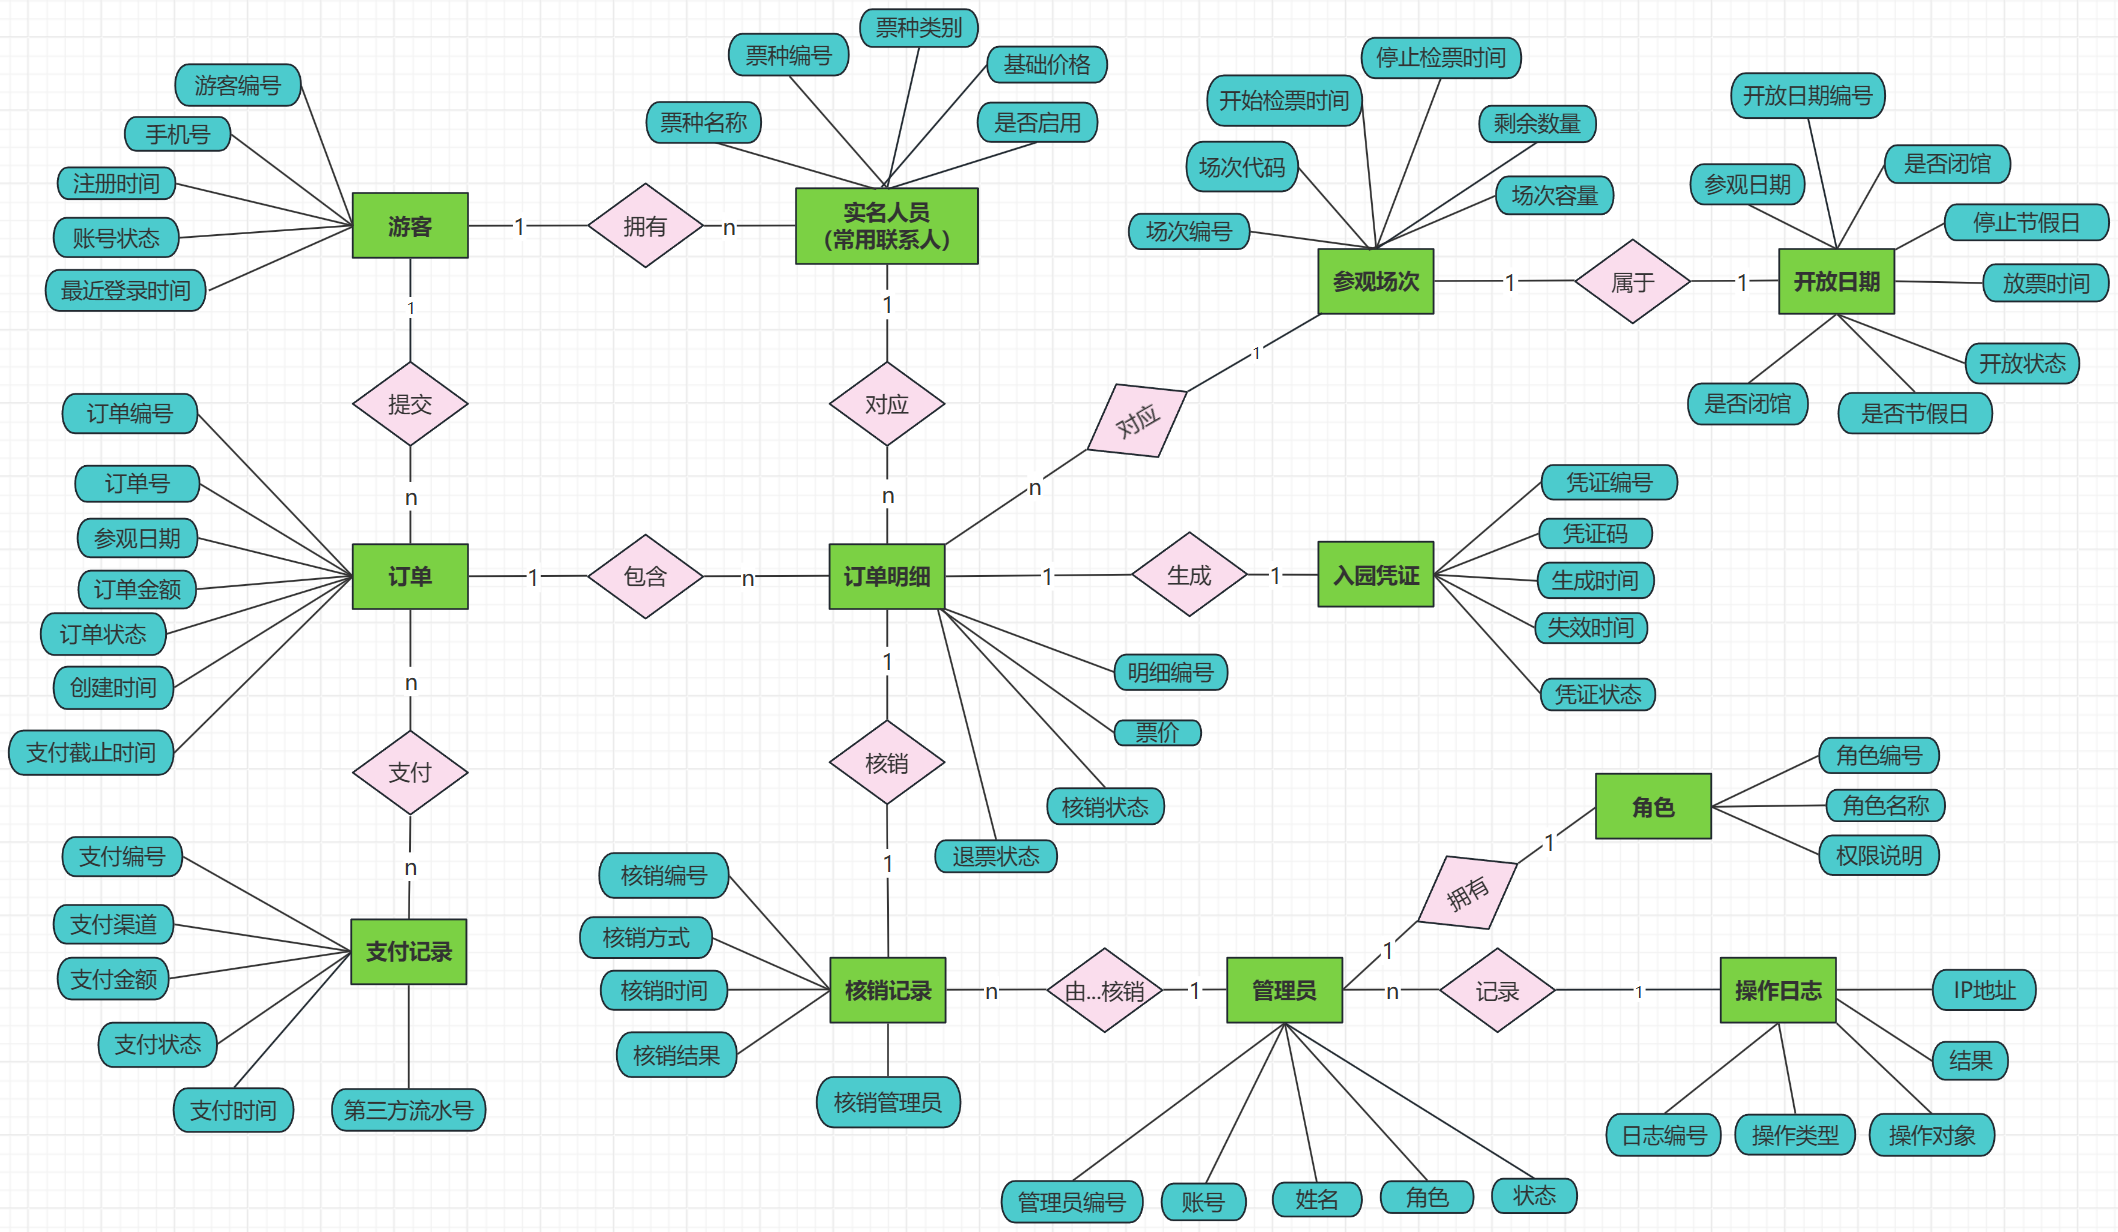 票种类别
票种编号
基础价格
停止检票时间
游客编号
开始检票时间
开放日期编号
手机号
票种名称
是否启用
剩余数量
注册时间
场次代码
参观日期
是否闭馆
场次容量
账号状态
游客
1
拥有
n
实名人员
（常用联系人）
场次编号
停止节假日
最近登录时间
参观场次
1
属于
1
开放日期
放票时间
1
1
1
开放状态
订单编号
提交
对应
对应
是否闭馆
是否节假日
订单号
n
n
n
凭证编号
参观日期
凭证码
订单金额
订单
1
包含
n
订单明细
1
生成
1
入园凭证
生成时间
订单状态
失效时间
创建时间
n
1
明细编号
凭证状态
支付截止时间
支付
核销
票价
角色编号
核销状态
角色
角色名称
支付编号
n
1
退票状态
1
权限说明
核销编号
拥有
支付渠道
支付记录
核销方式
1
支付金额
核销时间
核销记录
n
由...核销
1
管理员
n
记录
1
操作日志
IP地址
支付状态
核销结果
结果
支付时间
第三方流水号
核销管理员
日志编号
操作类型
操作对象
管理员编号
账号
姓名
角色
状态